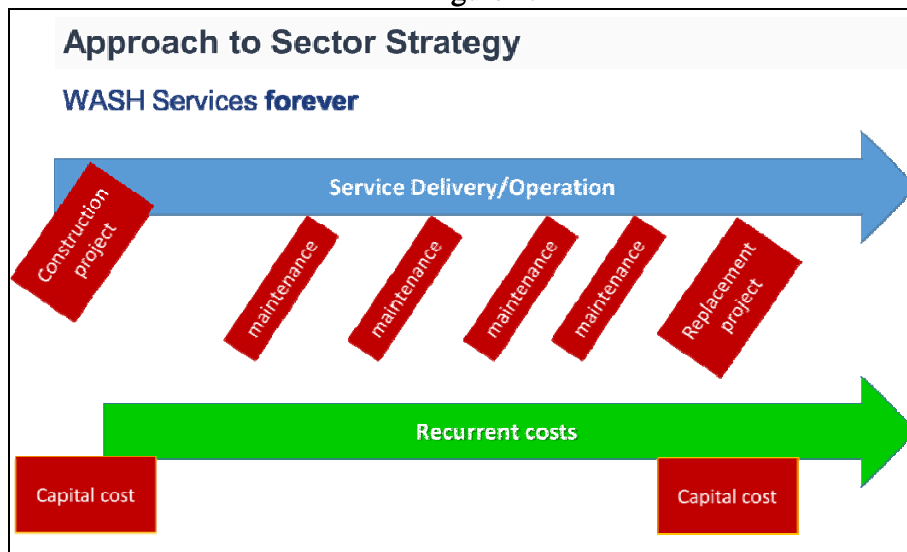 Approach to Sector Strategy
WASH Services forever
Service Delivery/Operation
Construction
project
maintenance
maintenance
maintenance
maintenance
Replacement
project
Recurrent costs
Capital cost
Capital cost